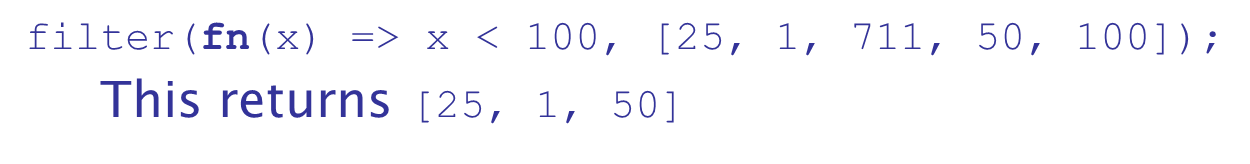 filter(fn(x) => x < 100, [25, 1, 711, 50, 100]);
This returns [25, 1, 50]